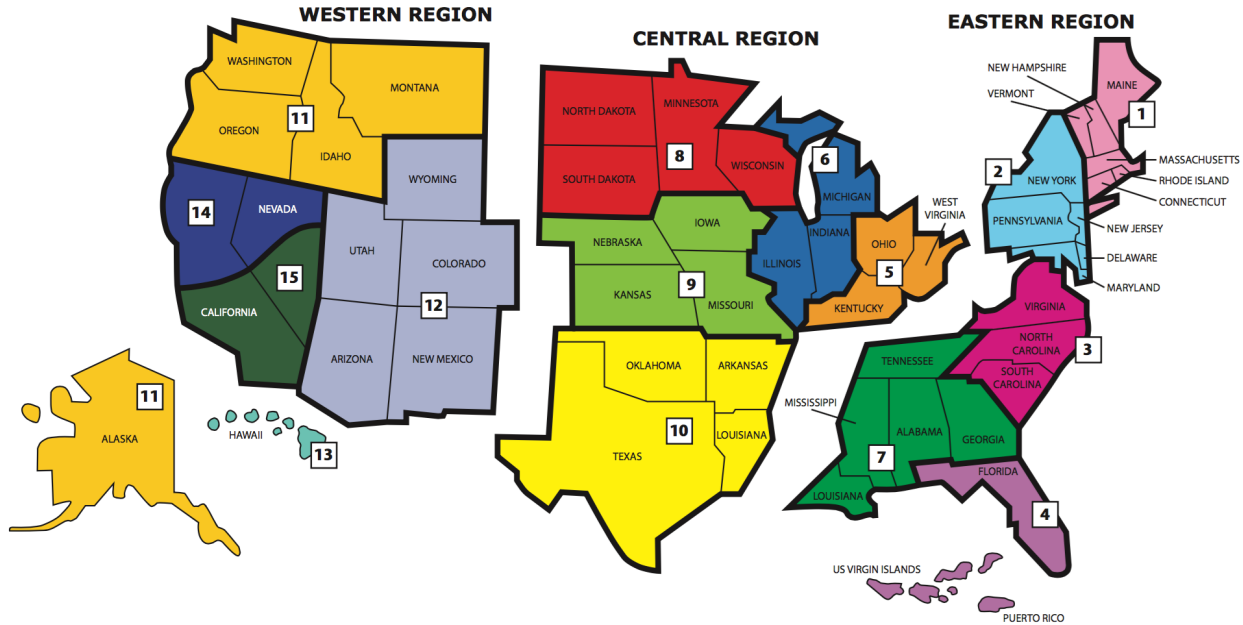 WESTERN REGION
WASHINGTON
MONTANA
OREGON
11
IDAHO
WYOMING
14
NEVADA
UTAH
COLORADO
15
12
CALIFORNIA
ARIZONA
NEW MEXICO
11
ALASKA
HAWAII
13
CENTRAL REGION
NORTH DAKOTA
MINNESOTA
8
WISCONSIN
SOUTH DAKOTA
6
MICHIGAN
IOWA
NEBRASKA
WEST
VIRGINIA
INDIANA
OHIO
ILLINOIS
5
KANSAS
9
MISSOURI
KENTUCKY
OKLAHOMA
ARKANSAS
10
LOUISIANA
TEXAS
EASTERN REGION
NEW HAMPSHIRE
MAINE
VERMONT
1
MASSACHUSETTS
2
NEW YORK
RHODE ISLAND
CONNECTICUT
PENNSYLVANIA
NEW JERSEY
DELAWARE
MARYLAND
VIRGINIA
NORTH
CAROLINA
3
SOUTH
CAROLINA
TENNESSEE
MISSISSIPPI
ALABAMA
GEORGIA
7
FLORIDA
LOUISIANA
4
US VIRGIN ISLANDS
PUERTO RICO